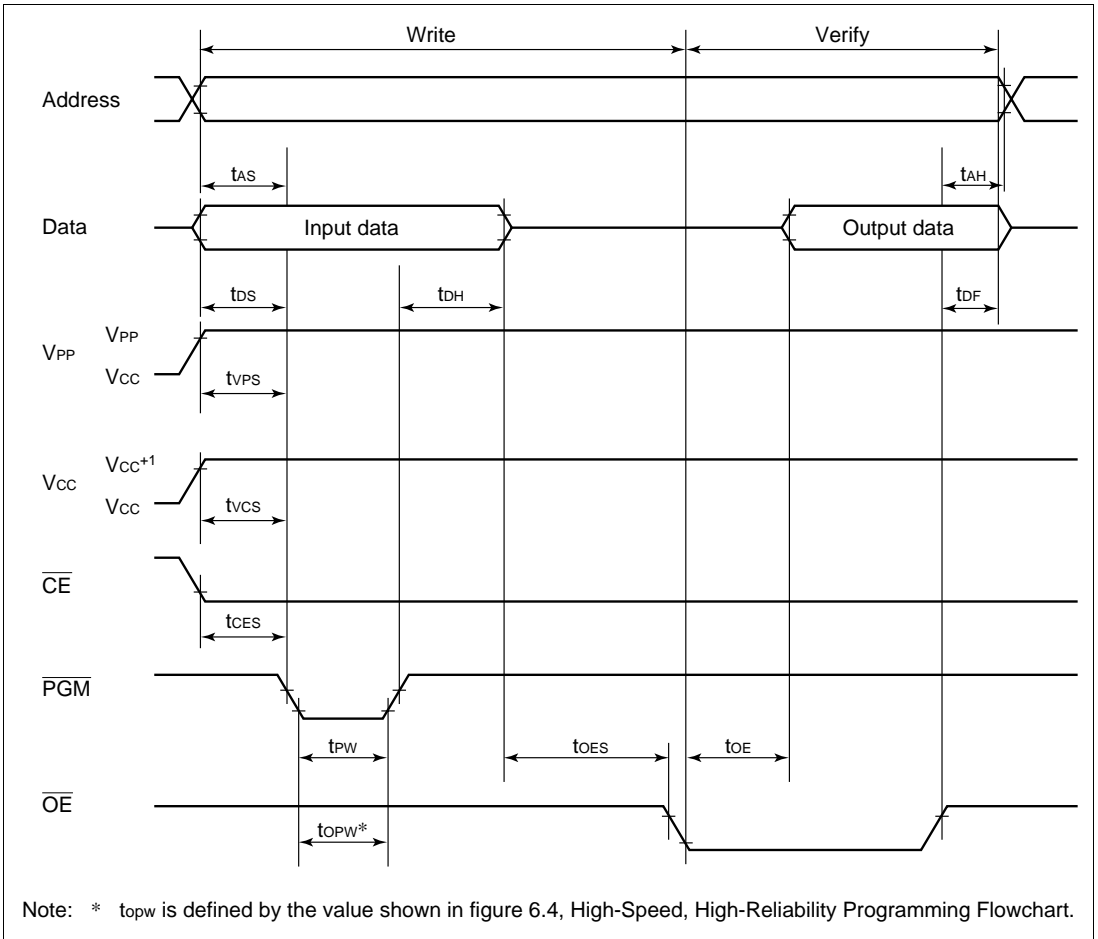 Write Verify
Address
tAS tAH
Data Input data Output data
tDS tDH tDF
VPP VPP
VCC
tVPS
VCC VCC+1
VCC
tVCS
CE
tCES
PGM
tPW tOES tOE
OE
tOPW*
Note: * topw is defined by the value shown in figure 6.4, High-Speed, High-Reliability Programming Flowchart.